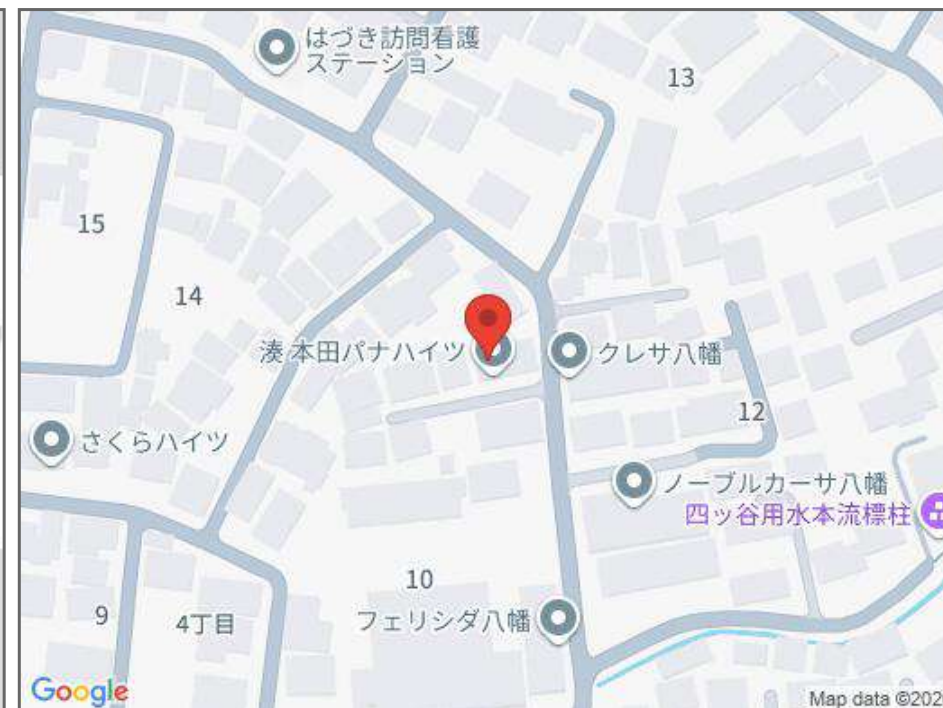 はづき訪問看護
ステーション
13
15
14
湊 本田パナハイツ
クレサ八幡
12
さくらハイツ
ノーブルカーサ八幡
四ッ谷用水本流標柱
10
9
4丁目
フェリシダ八幡
Google
Map data ©202